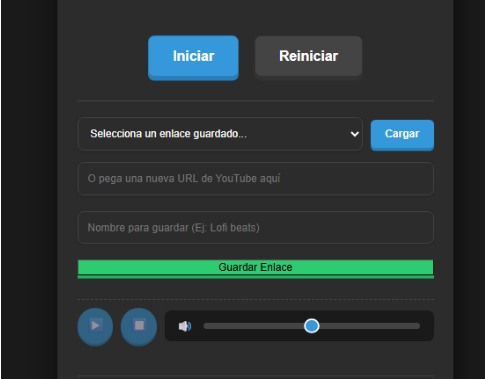 Iniciar
Reiniciar
Selecciona un enlace guardado...
Cargar
O pega una nueva URL de YouTube aquí
Nombre para guardar (Ej: Lofi beats)
Guardar Enlace